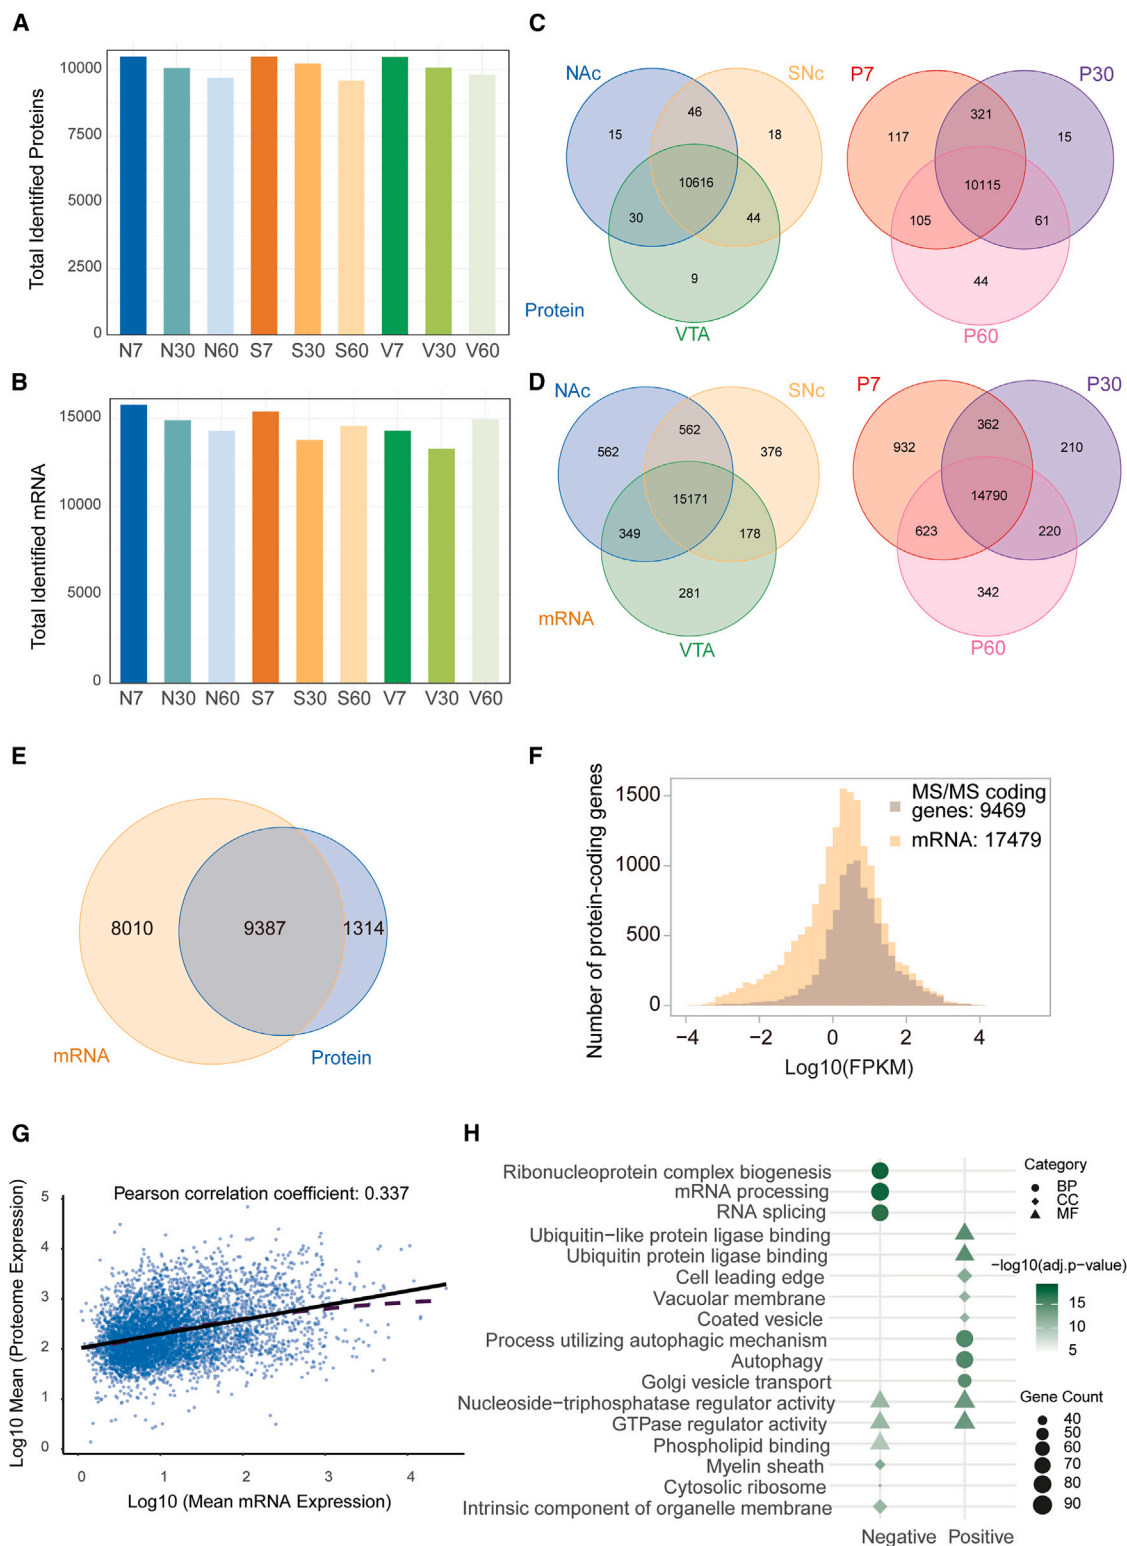 A
Total Identified Proteins
10000
7500
5000
2500
0
N7 N30 N60 S7 S30 S60 V7 V30 V60
B
Total Identified mRNA
15000
10000
5000
0
N7 N30 N60 S7 S30 S60 V7 V30 V60
C
NAc
SNc
46
15
18
10616
30
44
9
Protein
VTA
P7
P30
321
117
15
10115
105
61
44
P60
D
NAc
SNc
562
562
376
15171
349
178
281
mRNA
VTA
P7
P30
362
932
210
14790
623
220
342
P60
E
8010
9387
1314
mRNA
Protein
F
Number of protein-coding genes
1500
1000
500
0
MS/MS coding
genes: 9469
mRNA: 17479
−4 −2 0 2 4
Log10(FPKM)
G
Log10 Mean (Proteome Expression)
Pearson correlation coefficient: 0.337
5
4
3
2
1
0
0 1 2 3 4
Log10 (Mean mRNA Expression)
H
Ribonucleoprotein complex biogenesis
mRNA processing
RNA splicing
Ubiquitin−like protein ligase binding
Ubiquitin protein ligase binding
Cell leading edge
Vacuolar membrane
Coated vesicle
Process utilizing autophagic mechanism
Autophagy
Golgi vesicle transport
Nucleoside−triphosphatase regulator activity
GTPase regulator activity
Phospholipid binding
Myelin sheath
Cytosolic ribosome
Intrinsic component of organelle membrane
Negative Positive
Category
BP
CC
MF
−log10(adj.p−value)
15
10
5
Gene Count
40
50
60
70
80
90